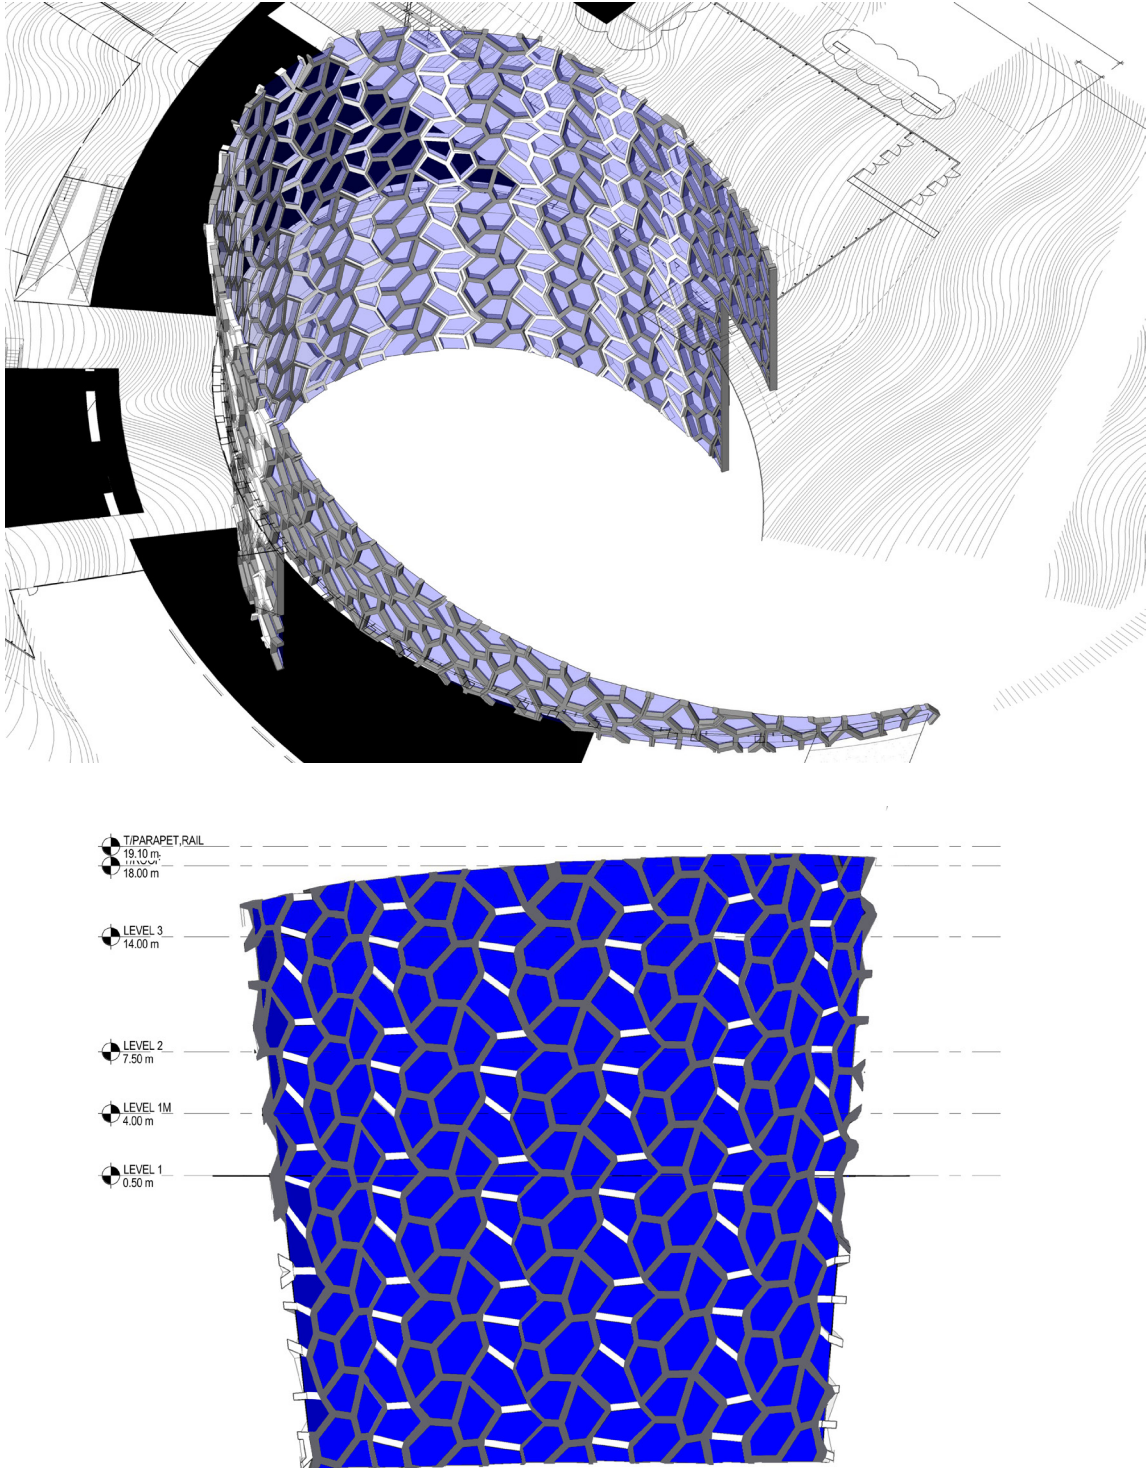 T/PARAPET,RAIL
19.10 m
18.00 m
LEVEL 3
14.00 m
LEVEL 2
7.50 m
LEVEL 1M
4.00 m
LEVEL 1
0.50 m